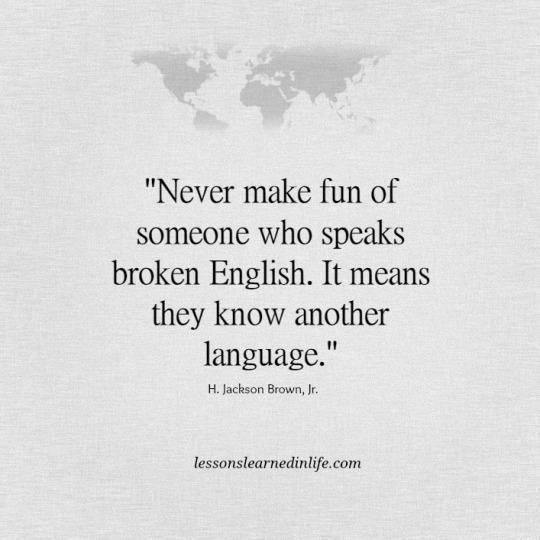 "Never make fun of
someone who speaks
broken English. It means
they know another
language."
H. Jackson Brown, Jr.
lessonslearnedinlife.com